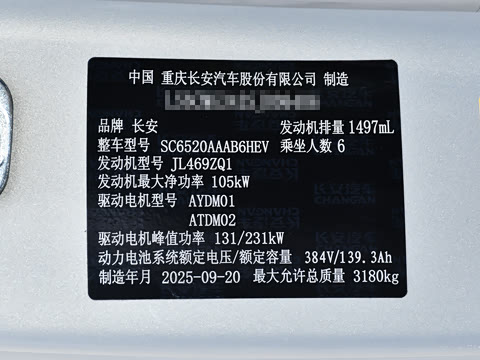 中国 重庆长安汽车股份有限公司 制造
品牌 长安 发动机排量 1497mL
整车型号 SC6520AAAB6HEV 乘坐人数 6
发动机型号 JL469ZQ1
发动机最大净功率 105kW
驱动电机型号 AYDM01
ATDM02
驱动电机峰值功率 131/231kW
动力电池系统额定电压/额定容量 384V/139.3Ah
制造年月 2025-09-20 最大允许总质量 3180kg
长安汽车
CHANGAN